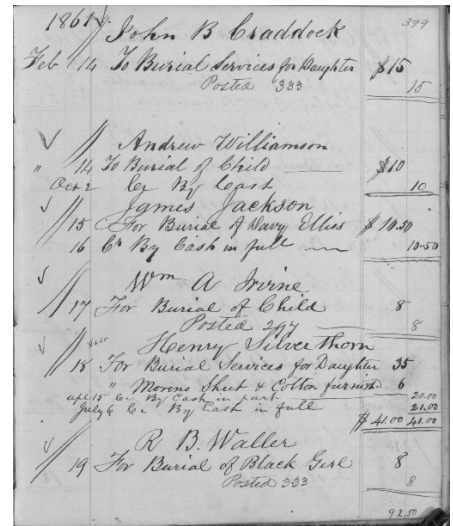 1861 399
John B Craddock
Feb 14 To Burial Services for Daughter $15
Posted 333 15
Andrew Williamson
" 14 To Burial of Child $10
Cr By Cash 10
James Jackson
15 For Burial of Davy Ellis $10.50
16 Cr By Cash in full 10.50
Wm A Irvine
17 For Burial of Child 8
Posted 297 8
Henry Silverthorn
18 For Burial Services for Daughter 35
" Morino Shut & Cotton furnished 6
apl 15 Cr By Cash in part 20.00
July 6 Cr By Cash in full 21.00
$41.00 41.00
R B. Waller
19 For Burial of Black Girl 8
Posted 333 8
92.50